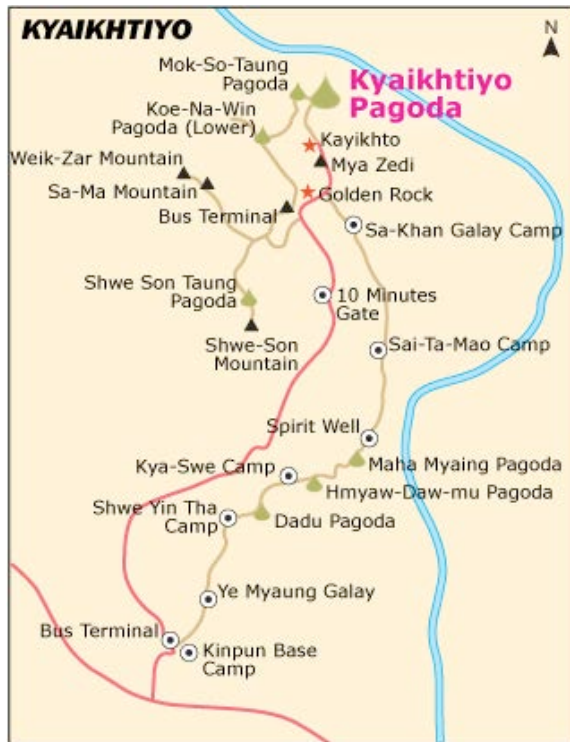 KYAIKHTIYO
N
Mok-So-Taung
Pagoda
Kyaikhtiyo
Pagoda
Koe-Na-Win
Pagoda (Lower)
Kayikhto
Weik-Zar Mountain
Mya Zedi
Sa-Ma Mountain
Golden Rock
Bus Terminal
Sa-Khan Galay Camp
Shwe Son Taung
Pagoda
10 Minutes
Gate
Shwe-Son
Mountain
Sai-Ta-Mao Camp
Spirit Well
Kya-Swe Camp
Maha Myaing Pagoda
Hmyaw-Daw-mu Pagoda
Shwe Yin Tha
Camp
Dadu Pagoda
Ye Myaung Galay
Bus Terminal
Kinpun Base
Camp